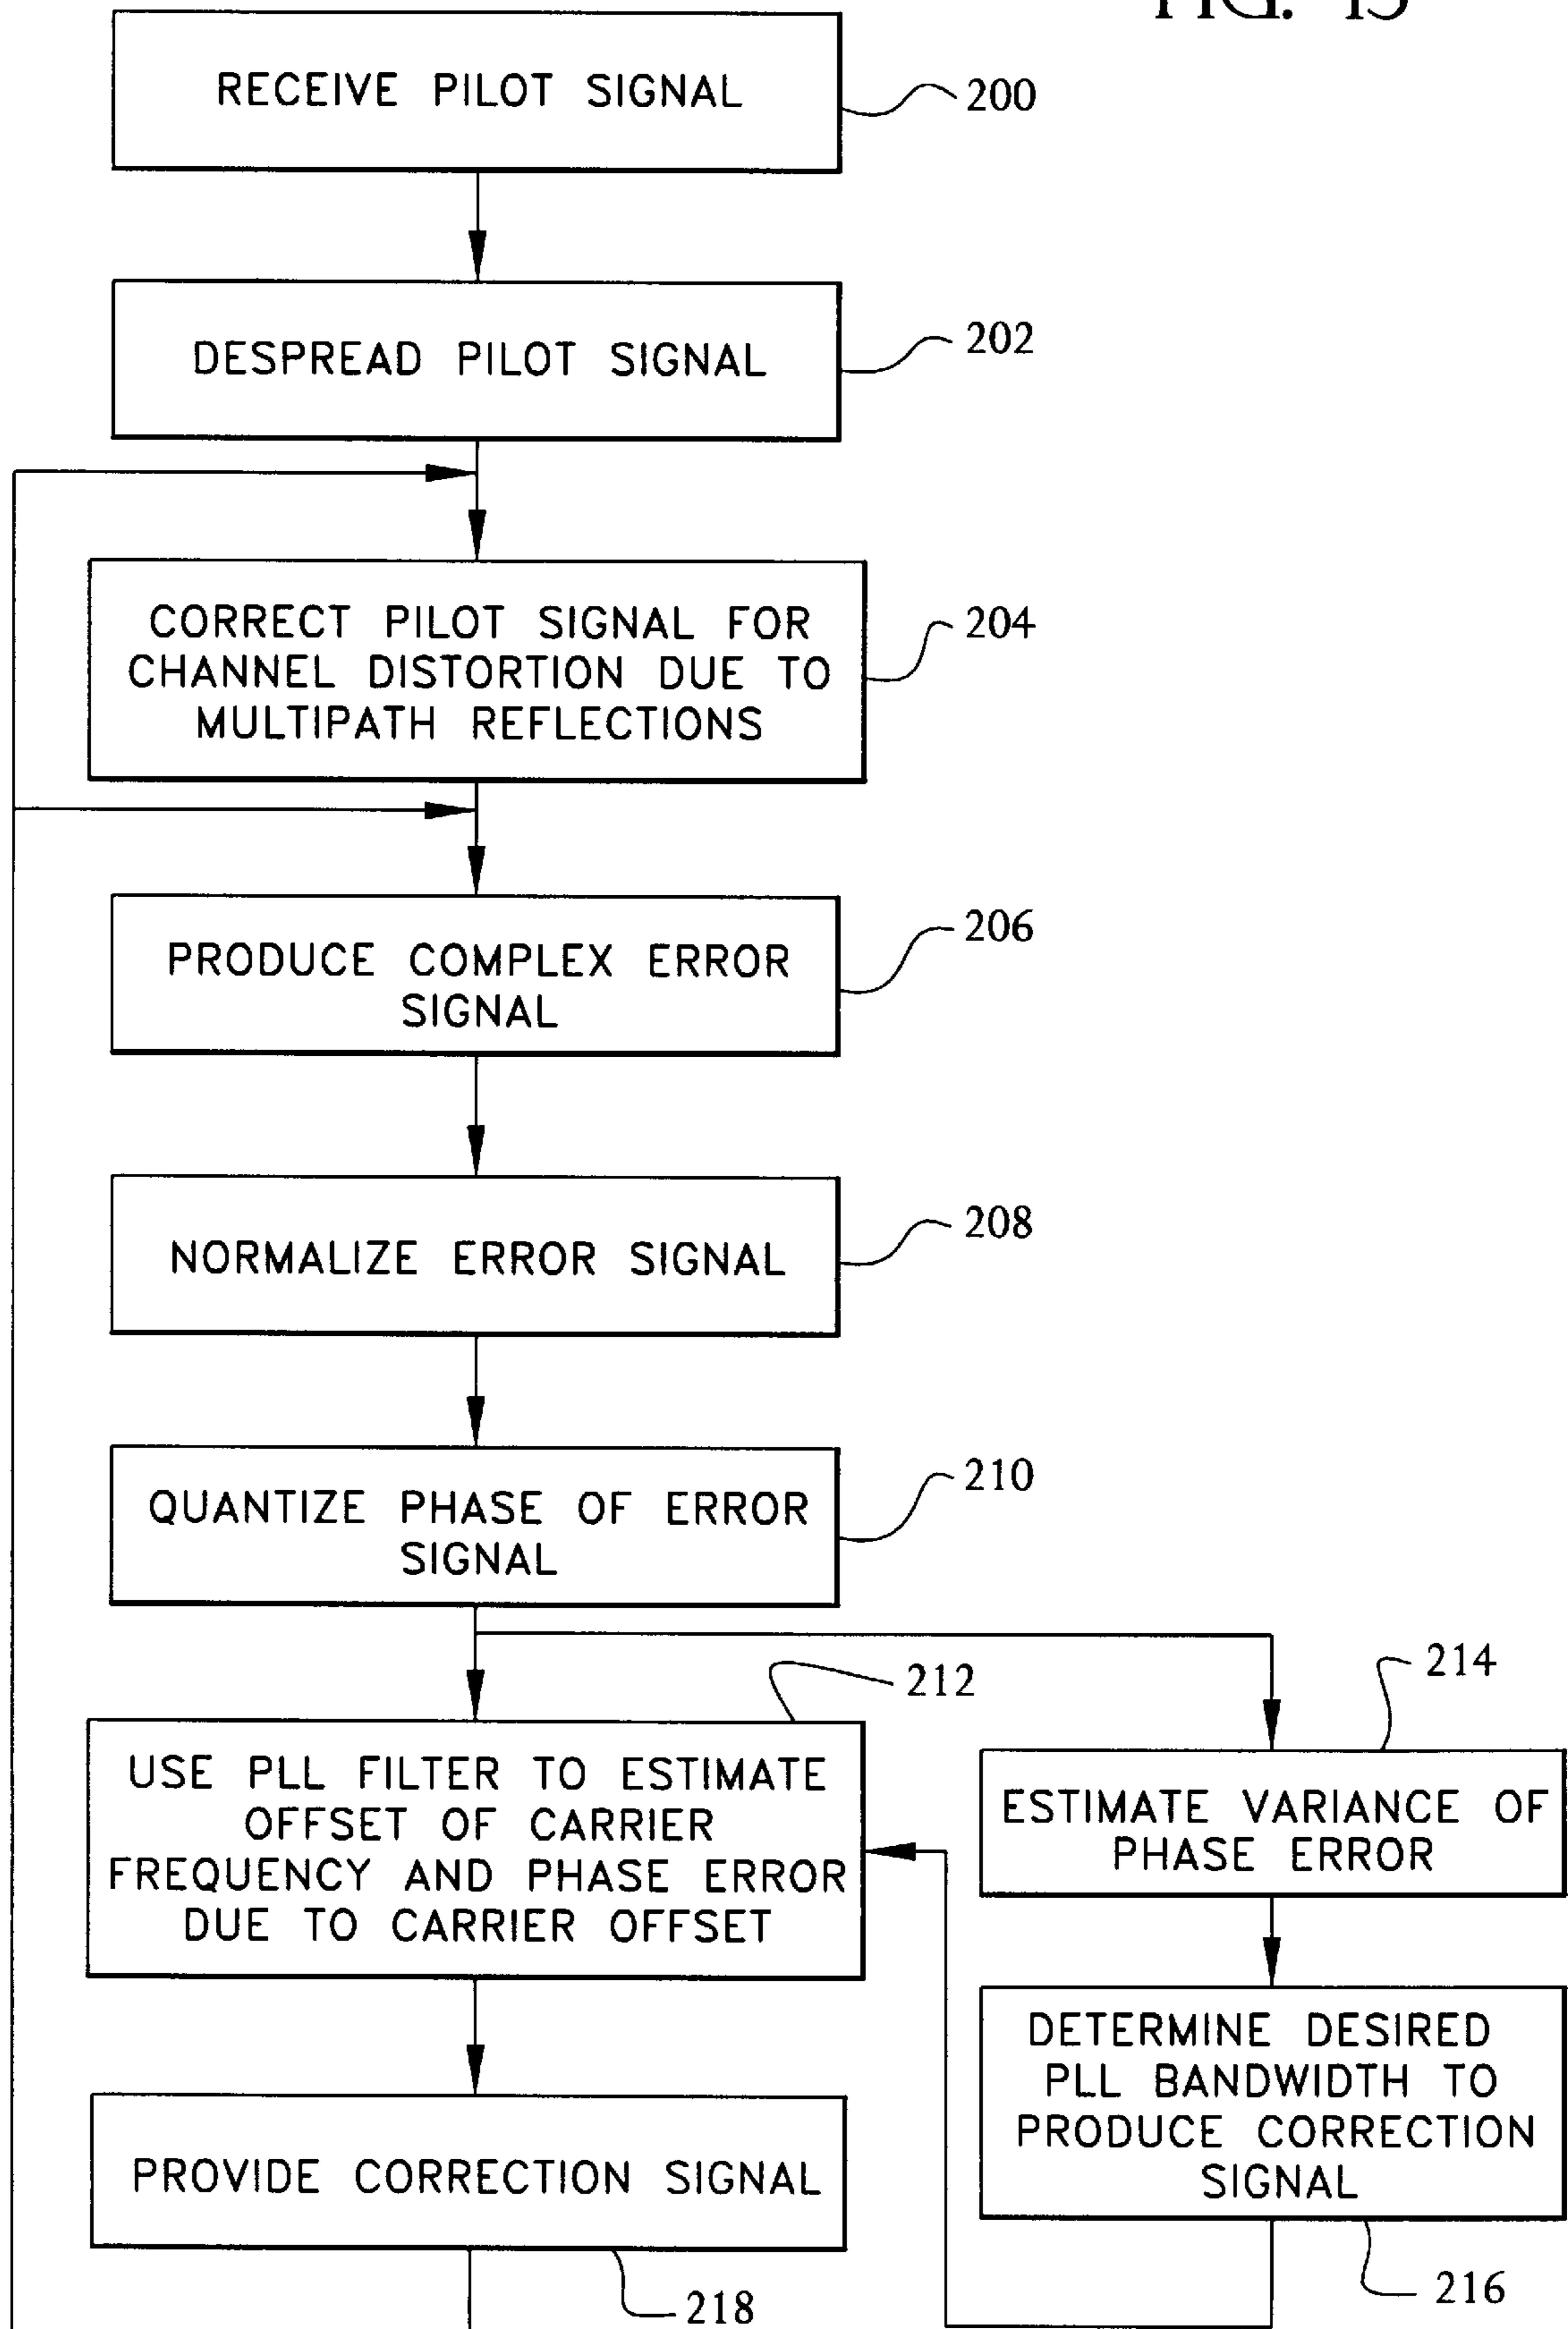 RECEIVE PILOT SIGNAL
200
DESPREAD PILOT SIGNAL
202
CORRECT PILOT SIGNAL FOR
CHANNEL DISTORTION DUE TO
MULTIPATH REFLECTIONS
204
PRODUCE COMPLEX ERROR
SIGNAL
206
NORMALIZE ERROR SIGNAL
208
QUANTIZE PHASE OF ERROR
SIGNAL
210
212
USE PLL FILTER TO ESTIMATE
OFFSET OF CARRIER
FREQUENCY AND PHASE ERROR
DUE TO CARRIER OFFSET
214
ESTIMATE VARIANCE OF
PHASE ERROR
DETERMINE DESIRED
PLL BANDWIDTH TO
PRODUCE CORRECTION
SIGNAL
216
PROVIDE CORRECTION SIGNAL
218